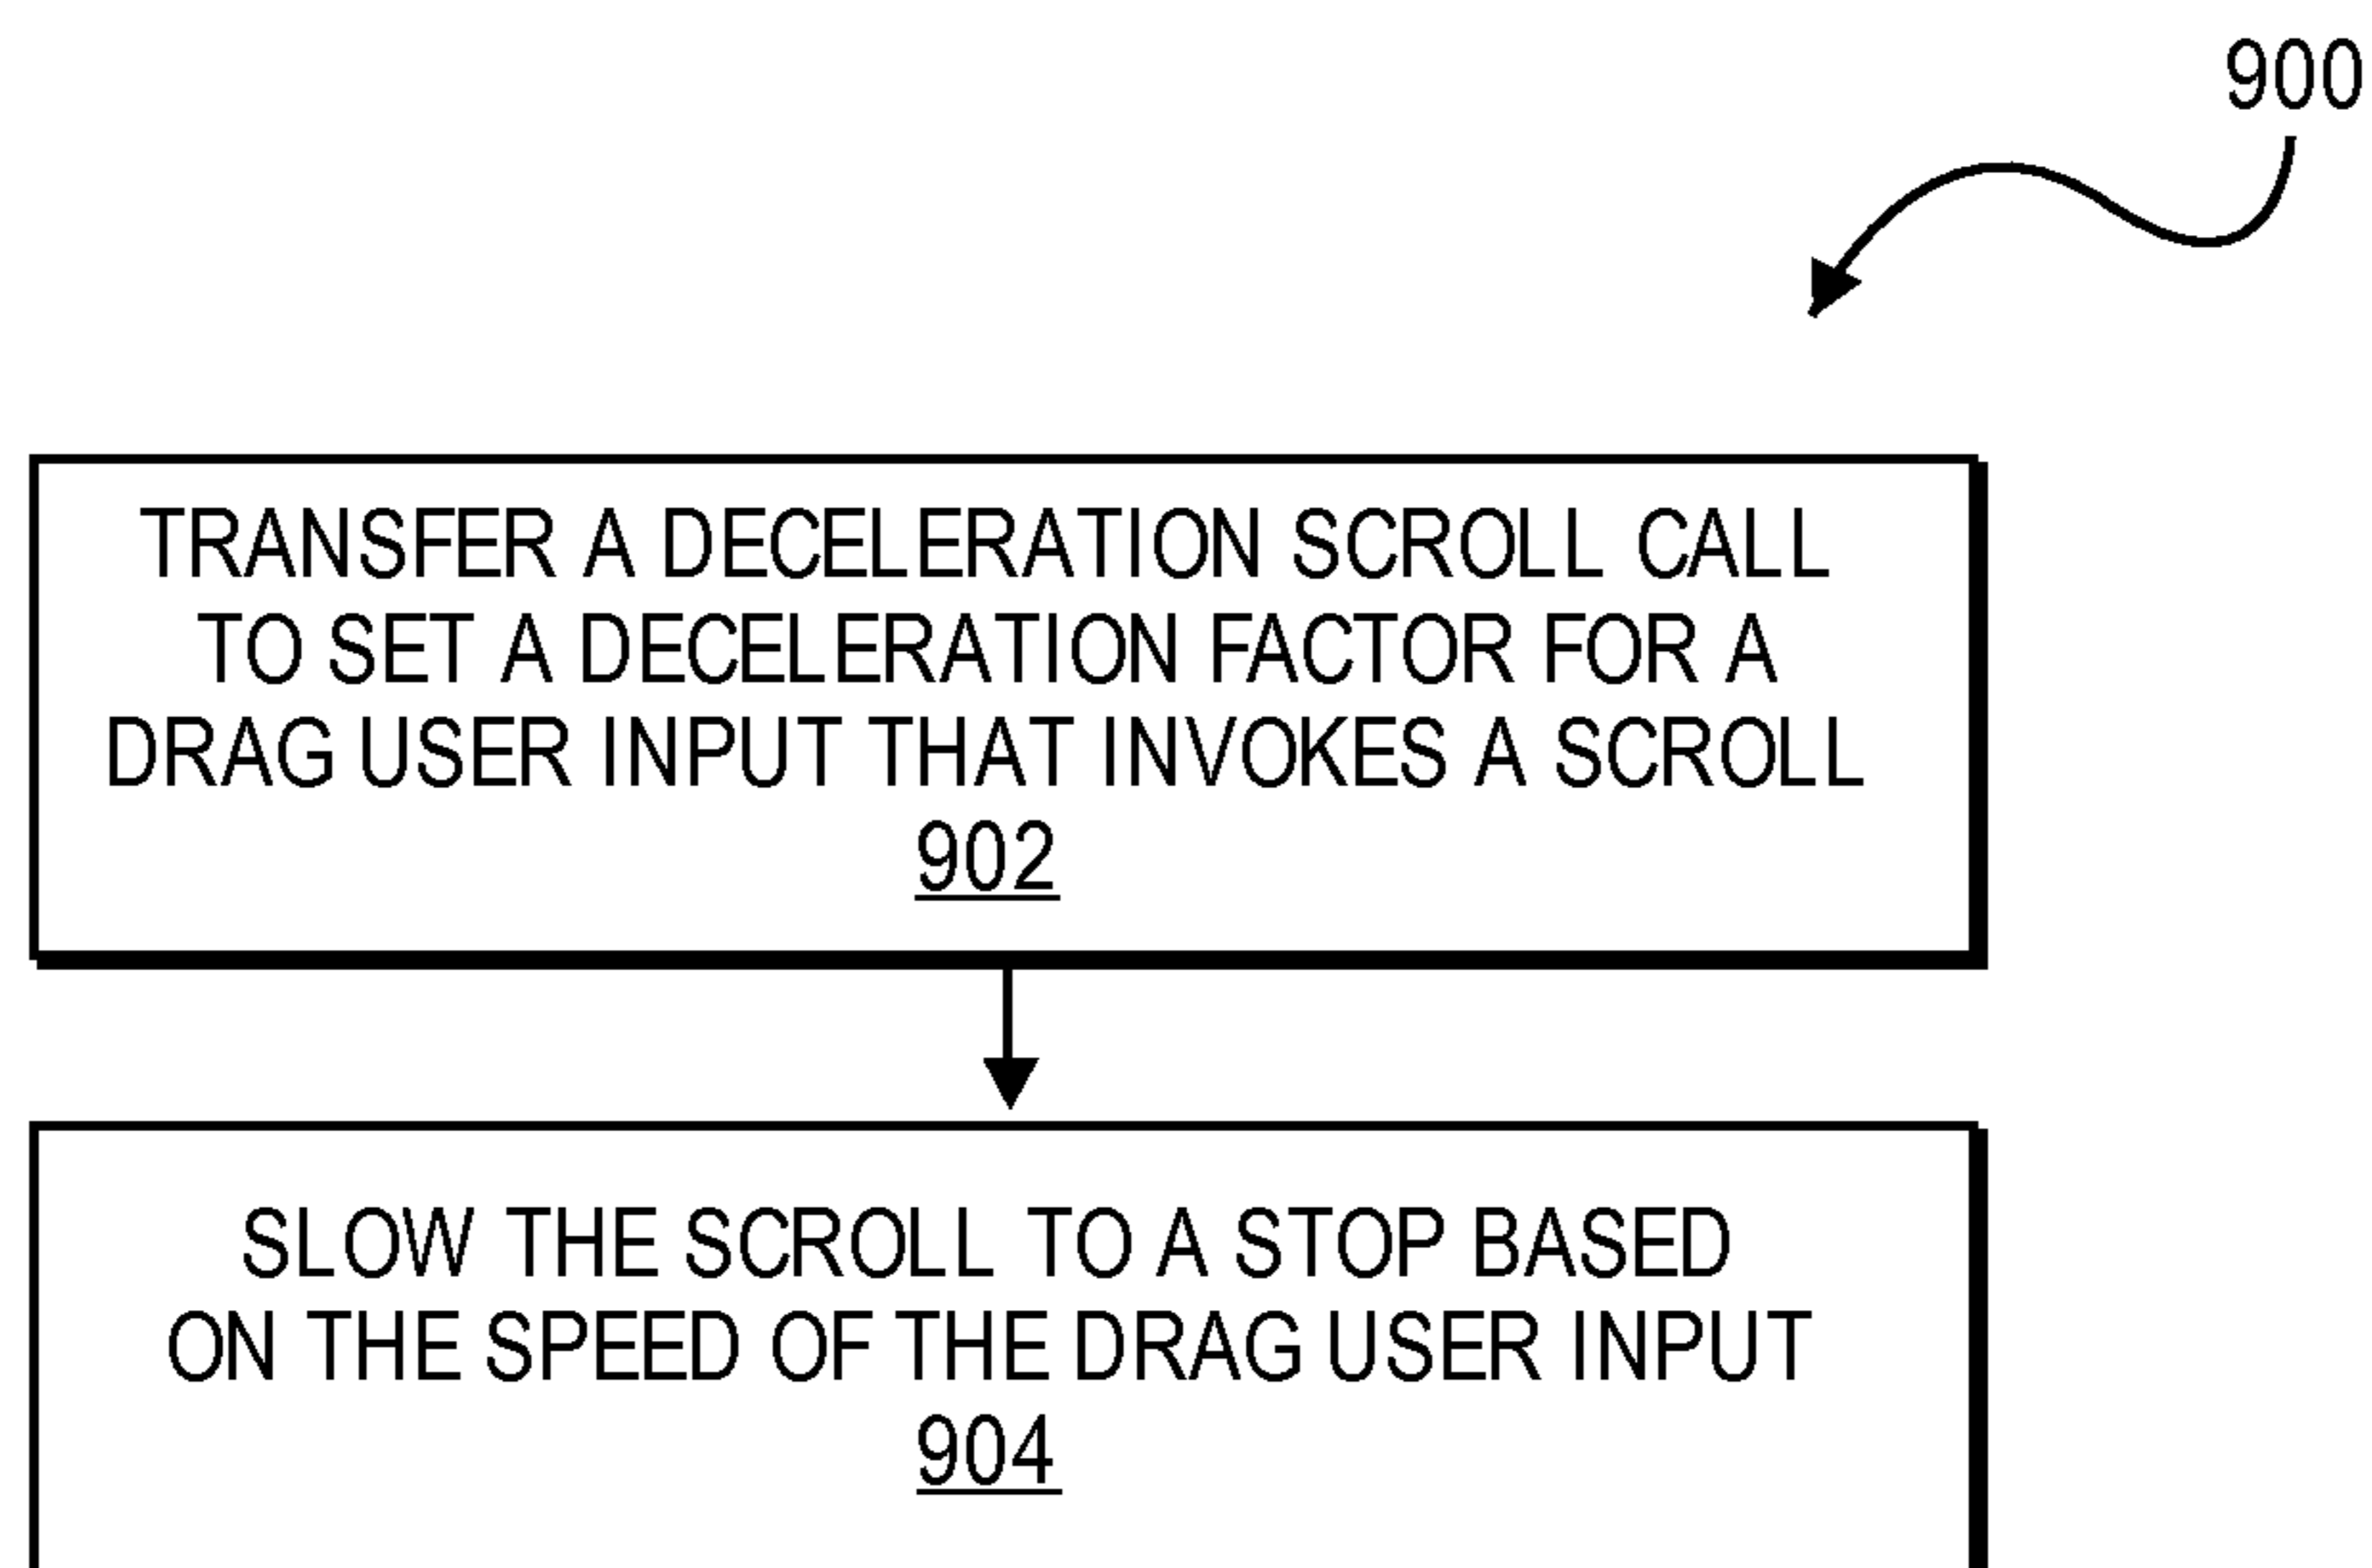 900
TRANSFER A DECELERATION SCROLL CALL
TO SET A DECELERATION FACTOR FOR A
DRAG USER INPUT THAT INVOKES A SCROLL
902
SLOW THE SCROLL TO A STOP BASED
ON THE SPEED OF THE DRAG USER INPUT
904